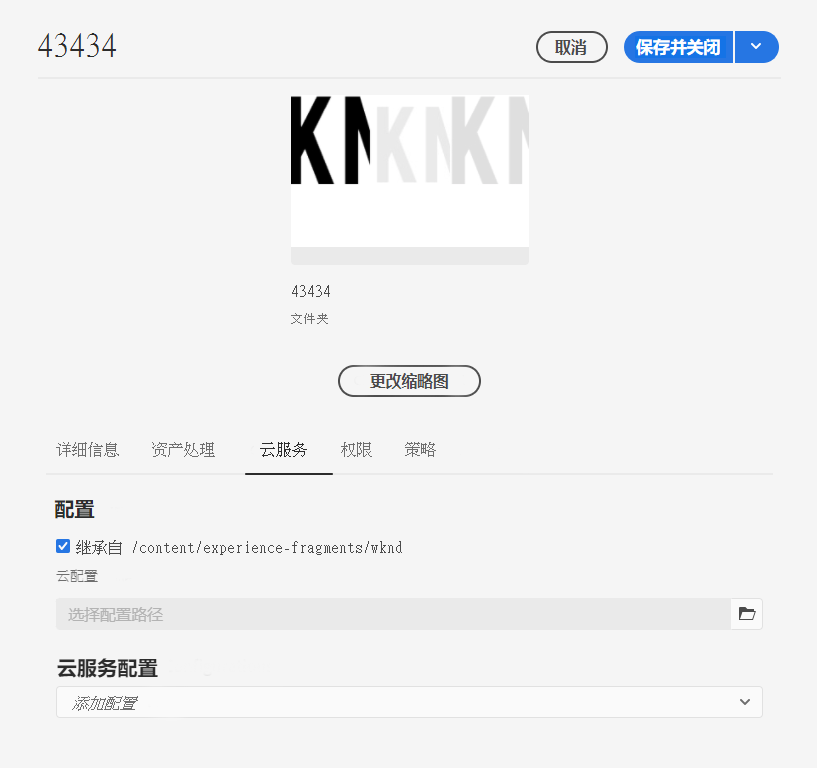 43434
取消
保存并关闭
KN KN KN
43434
文件夹
更改缩略图
详细信息 资产处理 云服务 权限 策略
配置
继承自 /content/experience-fragments/wknd
云配置
选择配置路径
云服务配置
添加配置